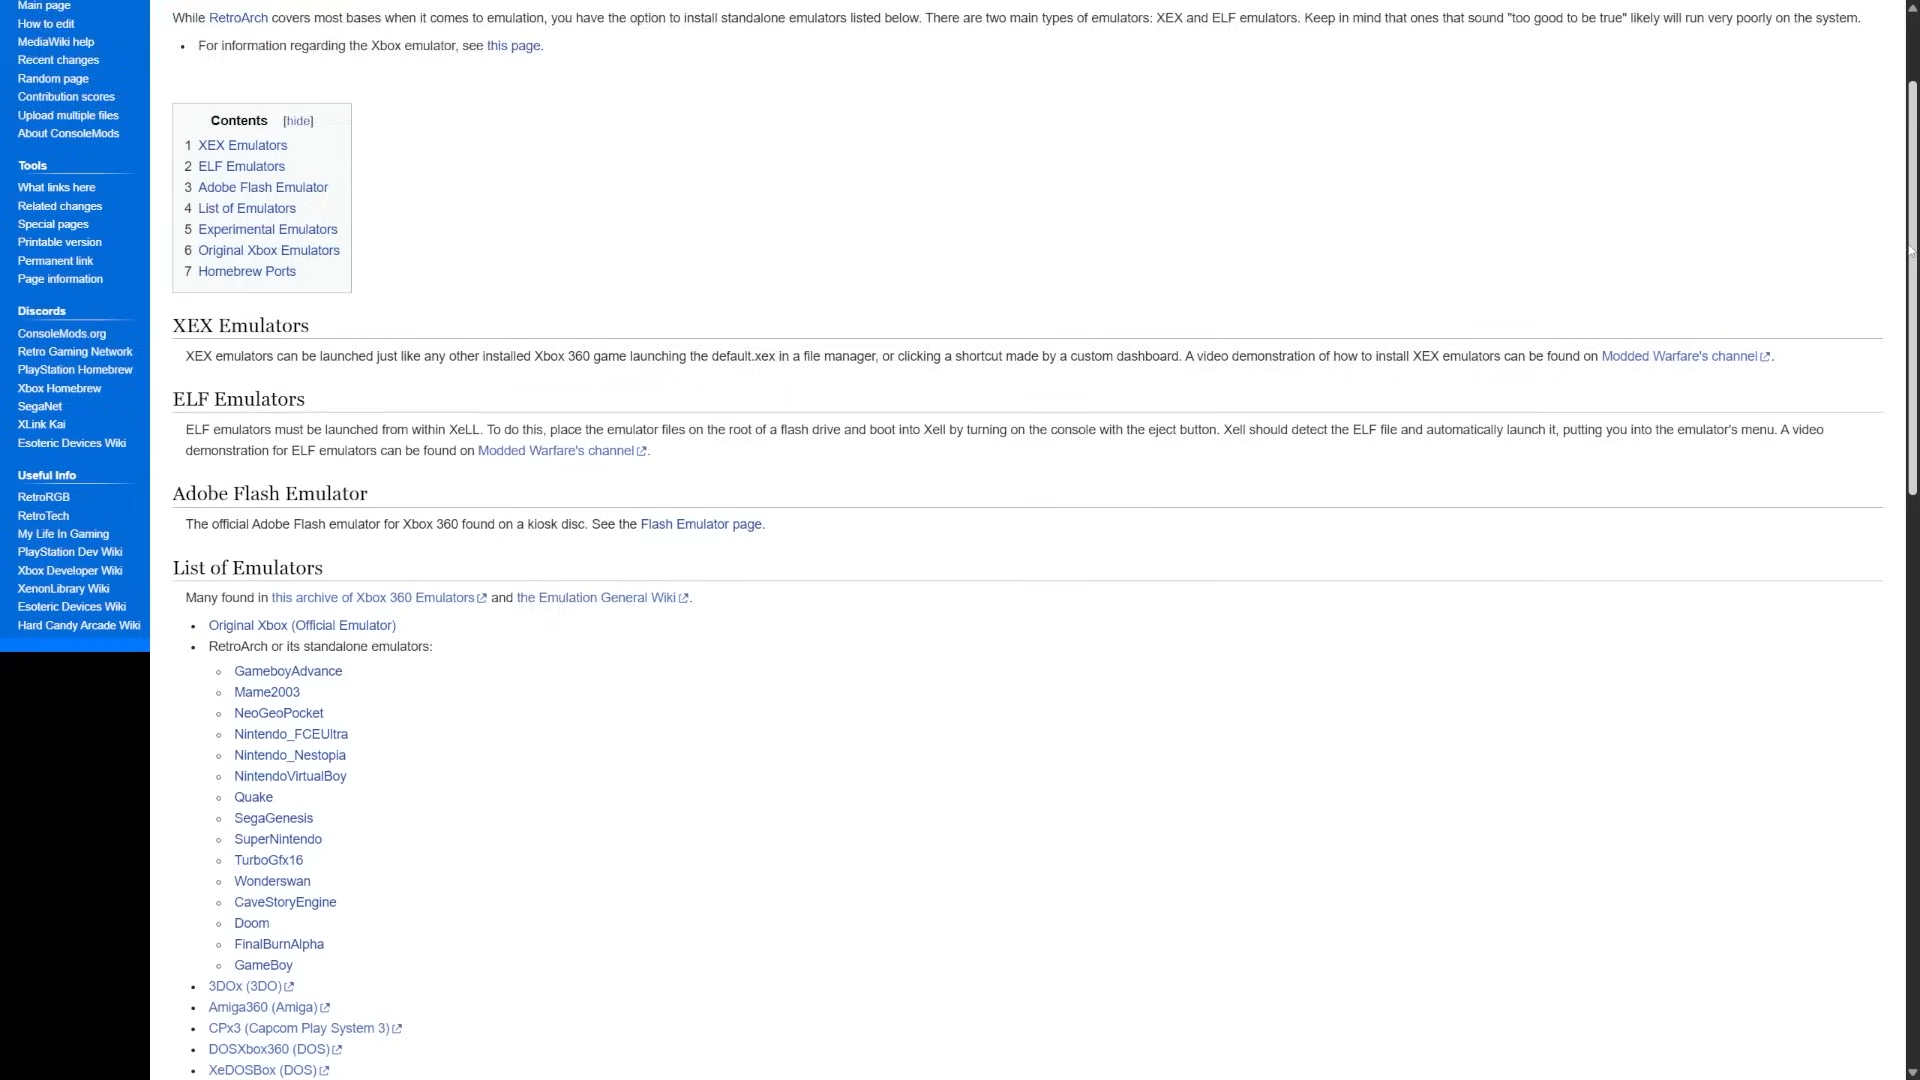 Main page
How to edit
MediaWiki help
Recent changes
Random page
Contribution scores
Upload multiple files
About ConsoleMods
Tools
What links here
Related changes
Special pages
Printable version
Permanent link
Page information
Discords
ConsoleMods.org
Retro Gaming Network
PlayStation Homebrew
Xbox Homebrew
SegaNet
XLink Kai
Esoteric Devices Wiki
Useful Info
RetroRGB
RetroTech
My Life In Gaming
PlayStation Dev Wiki
Xbox Developer Wiki
XenonLibrary Wiki
Esoteric Devices Wiki
Hard Candy Arcade Wiki
While RetroArch covers most bases when it comes to emulation, you have the option to install standalone emulators listed below. There are two main types of emulators: XEX and ELF emulators. Keep in mind that ones that sound "too good to be true" likely will run very poorly on the system.
• For information regarding the Xbox emulator, see this page.
Contents [hide]
1 XEX Emulators
2 ELF Emulators
3 Adobe Flash Emulator
4 List of Emulators
5 Experimental Emulators
6 Original Xbox Emulators
7 Homebrew Ports
XEX Emulators
XEX emulators can be launched just like any other installed Xbox 360 game launching the default.xex in a file manager, or clicking a shortcut made by a custom dashboard. A video demonstration of how to install XEX emulators can be found on Modded Warfare's channel.
ELF Emulators
ELF emulators must be launched from within XeLL. To do this, place the emulator files on the root of a flash drive and boot into Xell by turning on the console with the eject button. Xell should detect the ELF file and automatically launch it, putting you into the emulator's menu. A video
demonstration for ELF emulators can be found on Modded Warfare's channel.
Adobe Flash Emulator
The official Adobe Flash emulator for Xbox 360 found on a kiosk disc. See the Flash Emulator page.
List of Emulators
Many found in this archive of Xbox 360 Emulators and the Emulation General Wiki.
• Original Xbox (Official Emulator)
• RetroArch or its standalone emulators:
◦ GameboyAdvance
◦ Mame2003
◦ NeoGeoPocket
◦ Nintendo_FCEUltra
◦ Nintendo_Nestopia
◦ NintendoVirtualBoy
◦ Quake
◦ SegaGenesis
◦ SuperNintendo
◦ TurboGfx16
◦ Wonderswan
◦ CaveStoryEngine
◦ Doom
◦ FinalBurnAlpha
◦ GameBoy
• 3DOx (3DO)
• Amiga360 (Amiga)
• CPx3 (Capcom Play System 3)
• DOSXbox360 (DOS)
• XeDOSBox (DOS)